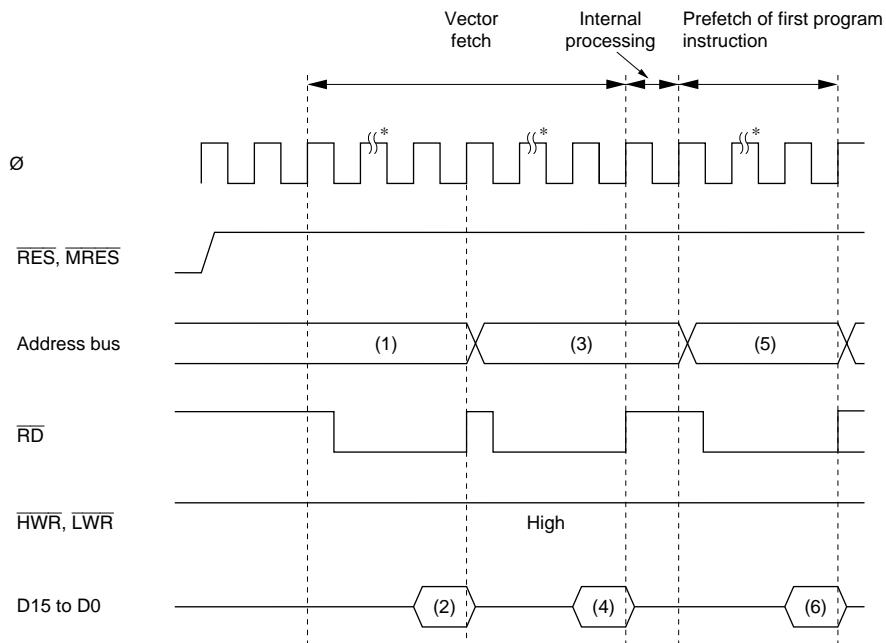 Vector
fetch
Internal
processing
Prefetch of first program
instruction
*
*
*
Ø
RES, MRES
Address bus
(1)
(3)
(5)
RD
HWR, LWR
High
D15 to D0
(2)
(4)
(6)